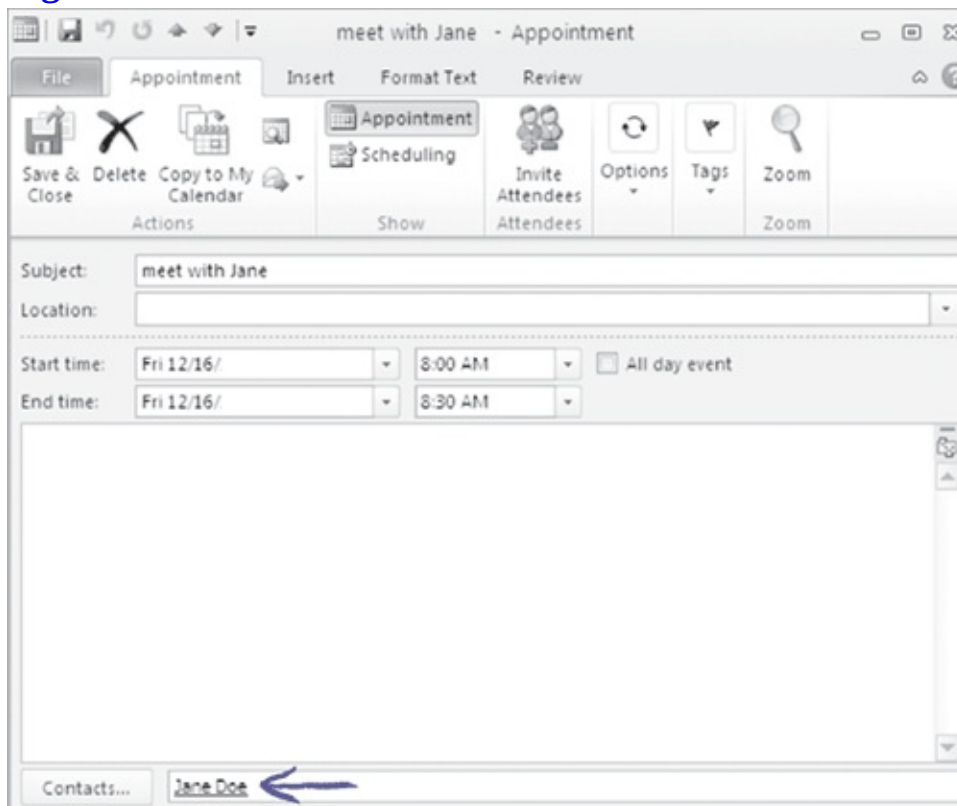 meet with Jane - Appointment
File Appointment Insert Format Text Review
Save & Close Delete Copy to My Calendar Appointment Scheduling Invite Attendees Options Tags Zoom
Actions Show Attendees Zoom
Subject: meet with Jane
Location:
Start time: Fri 12/16/ 8:00 AM All day event
End time: Fri 12/16/ 8:30 AM
Contacts... Jane Doe